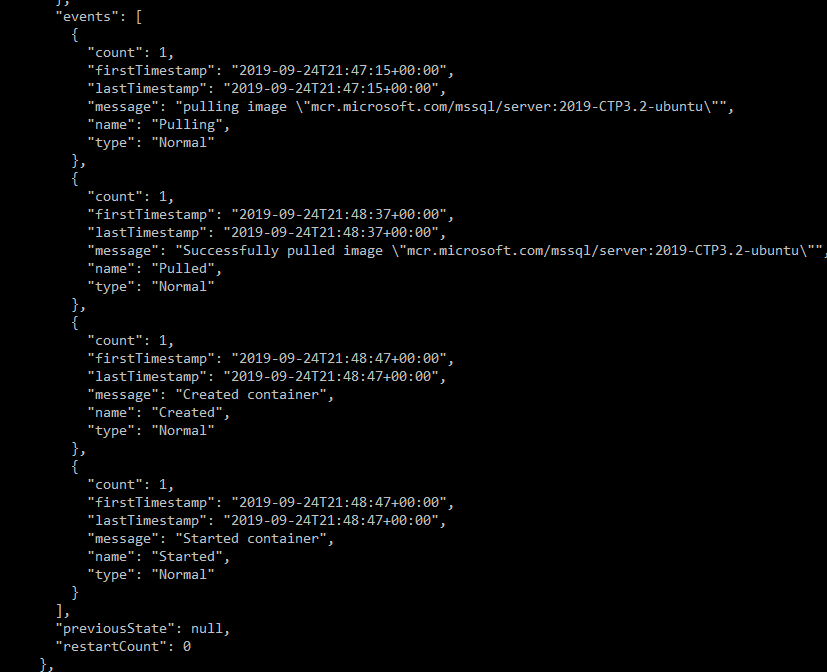 },
"events": [
{
"count": 1,
"firstTimestamp": "2019-09-24T21:47:15+00:00",
"lastTimestamp": "2019-09-24T21:47:15+00:00",
"message": "pulling image \"mcr.microsoft.com/mssql/server:2019-CTP3.2-ubuntu\"",
"name": "Pulling",
"type": "Normal"
},
{
"count": 1,
"firstTimestamp": "2019-09-24T21:48:37+00:00",
"lastTimestamp": "2019-09-24T21:48:37+00:00",
"message": "Successfully pulled image \"mcr.microsoft.com/mssql/server:2019-CTP3.2-ubuntu\"",
"name": "Pulled",
"type": "Normal"
},
{
"count": 1,
"firstTimestamp": "2019-09-24T21:48:47+00:00",
"lastTimestamp": "2019-09-24T21:48:47+00:00",
"message": "Created container",
"name": "Created",
"type": "Normal"
},
{
"count": 1,
"firstTimestamp": "2019-09-24T21:48:47+00:00",
"lastTimestamp": "2019-09-24T21:48:47+00:00",
"message": "Started container",
"name": "Started",
"type": "Normal"
}
],
"previousState": null,
"restartCount": 0
},